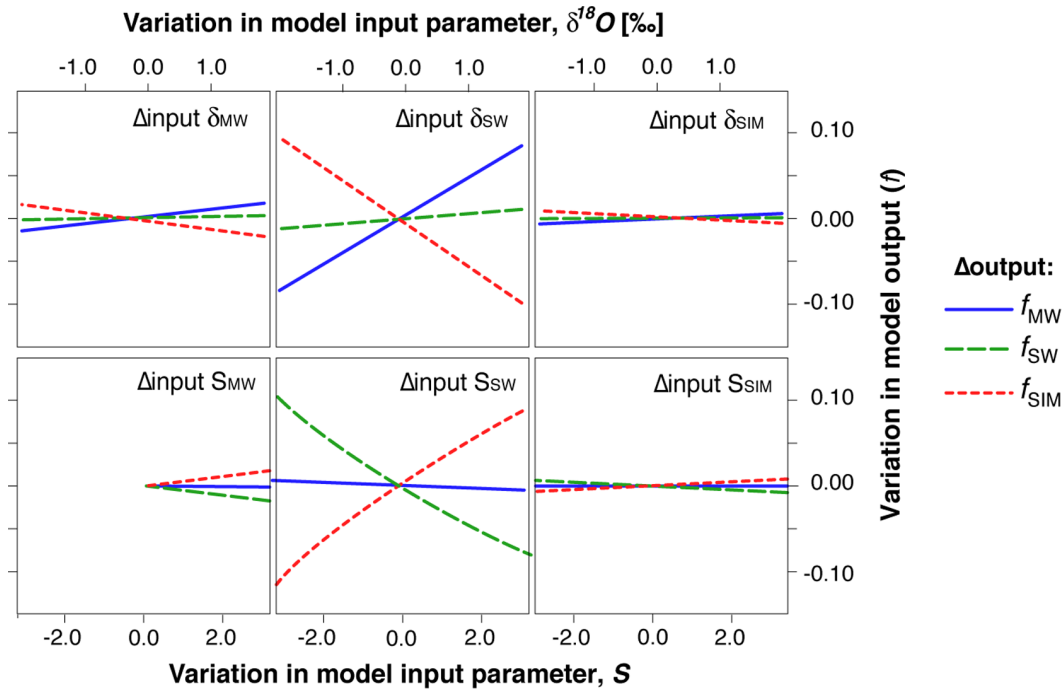 Variation in model input parameter, δ18O [‰]
-1.0 0.0 1.0 -1.0 0.0 1.0 -1.0 0.0 1.0
Δinput δMW
Δinput δSW
Δinput δSIM
0.10
0.00
-0.10
Δinput SMW
Δinput SSW
Δinput SSIM
0.10
0.00
-0.10
Variation in model output (f)
Δoutput:
fMW
fSW
fSIM
-2.0 0.0 2.0 -2.0 0.0 2.0 -2.0 0.0 2.0
Variation in model input parameter, S